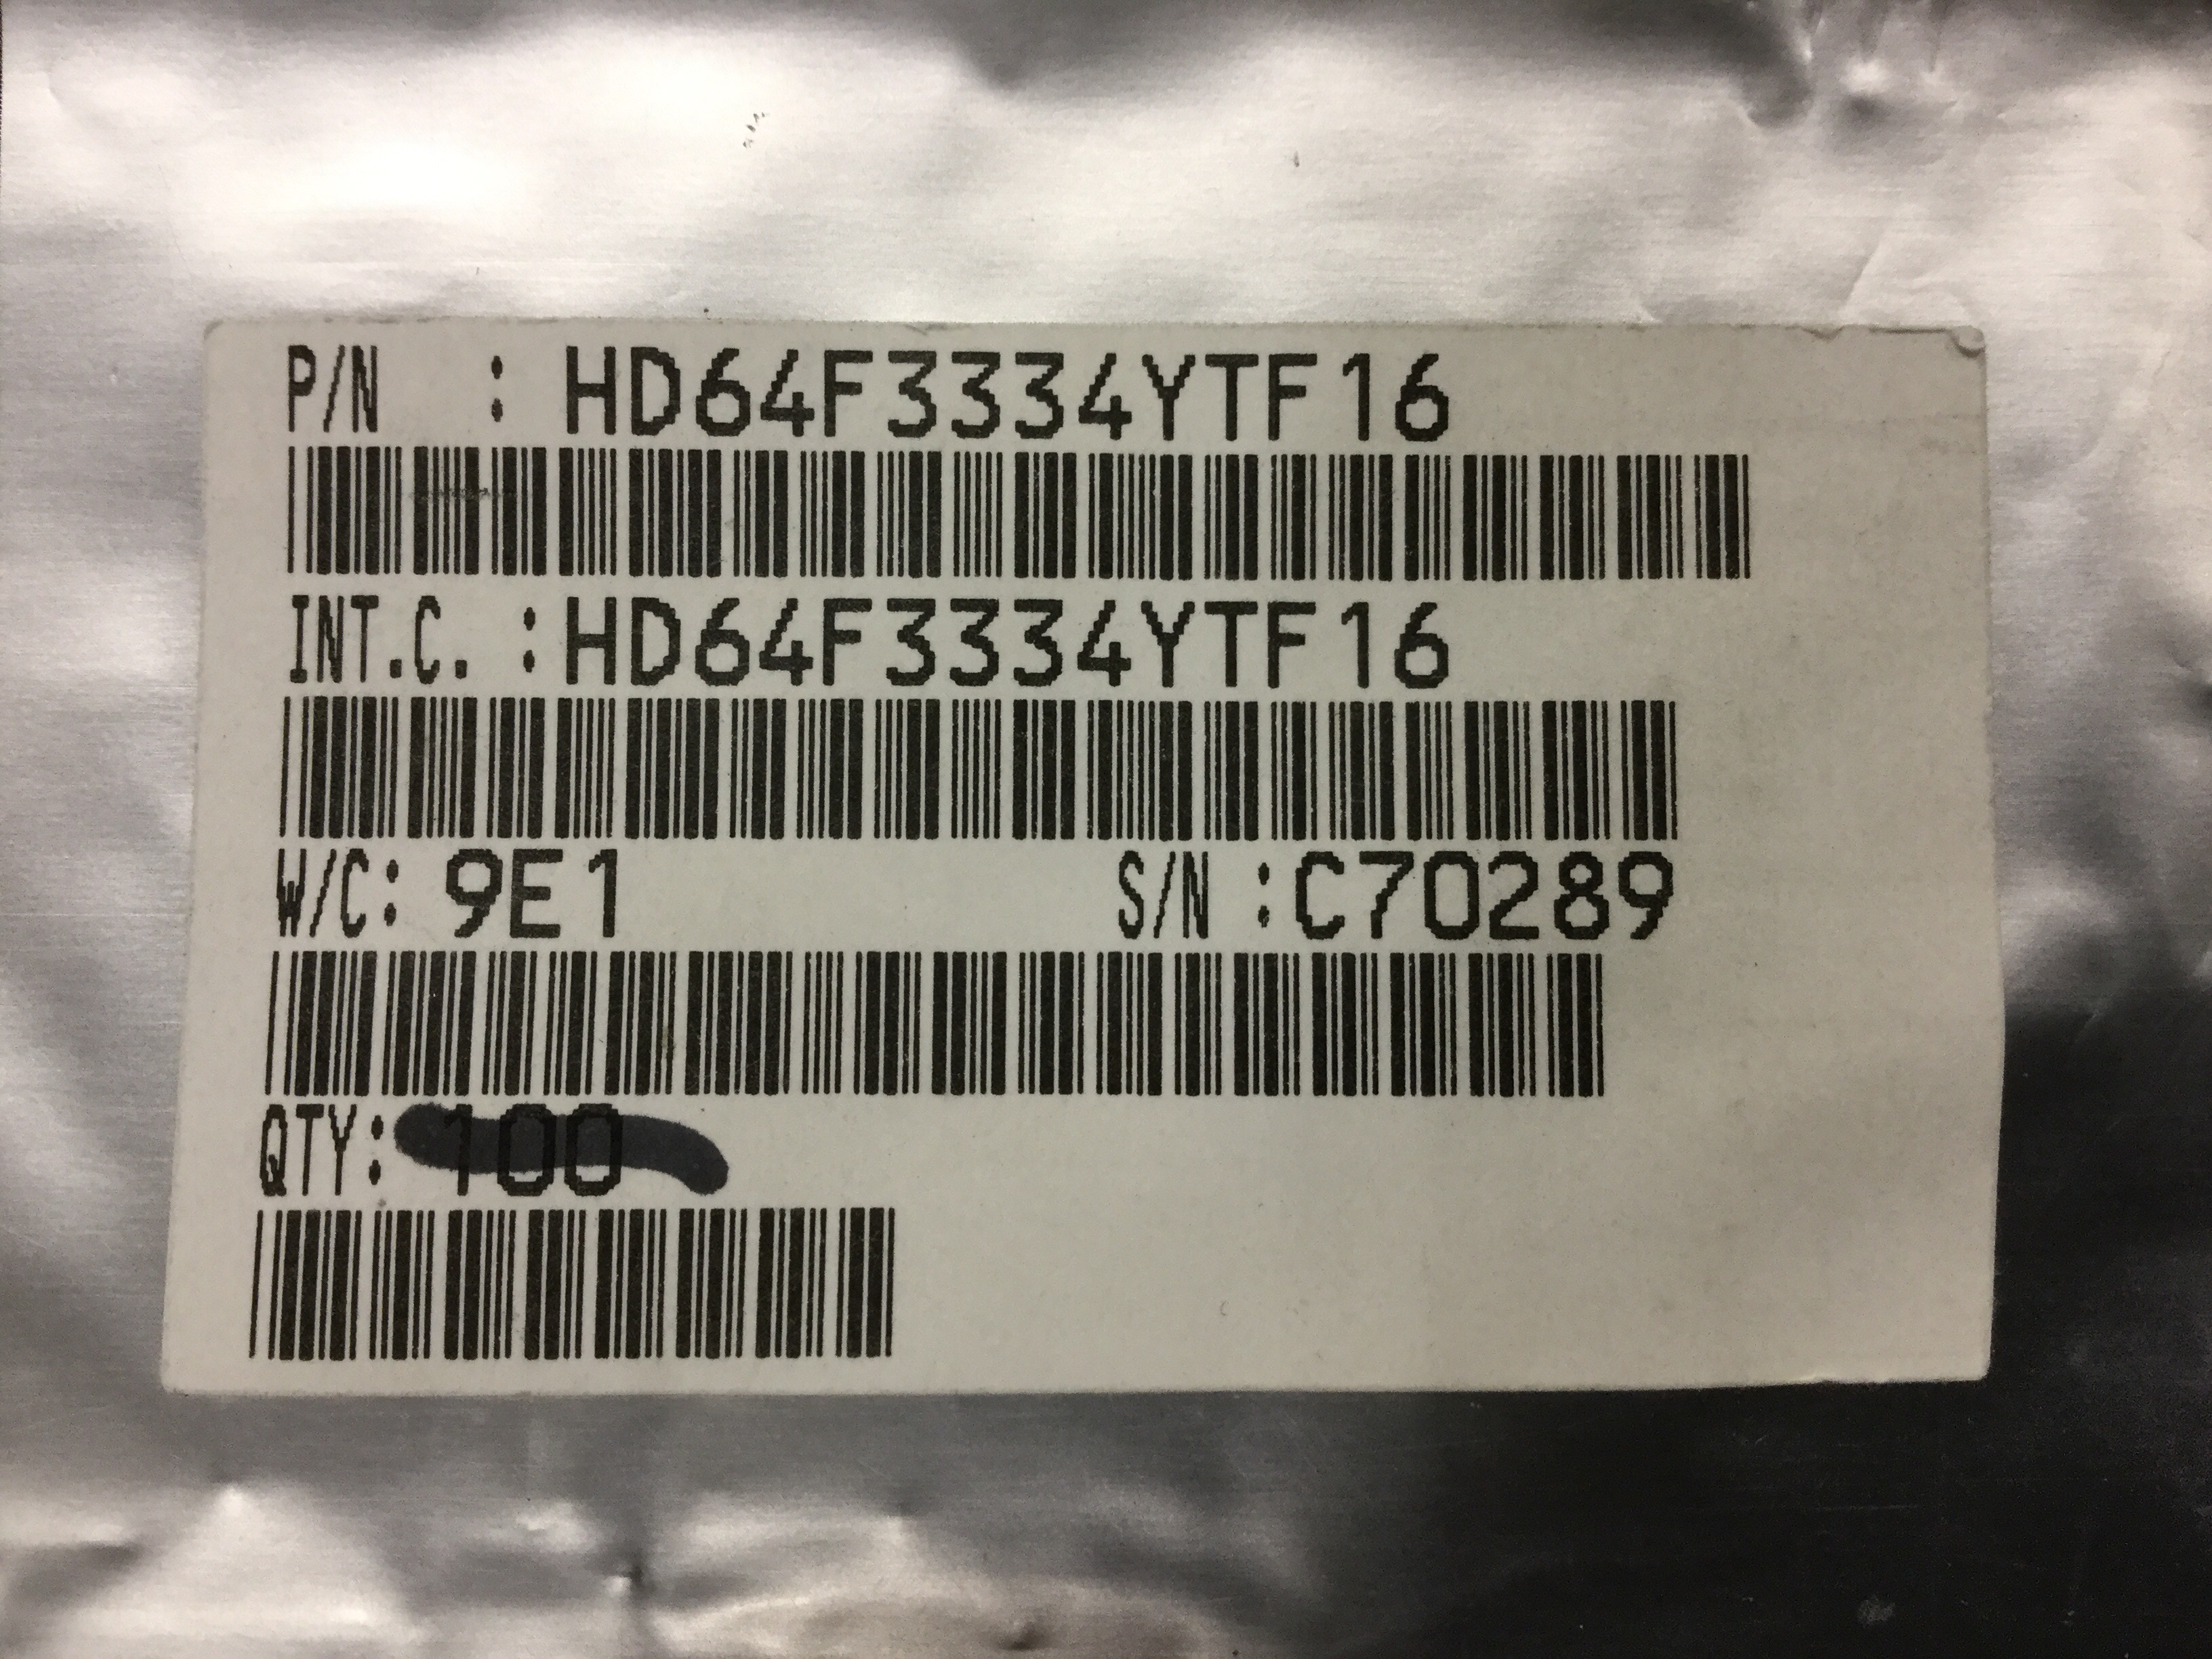 P/N : HD64F3334YTF16
INT.C. :HD64F3334YTF16
W/C: 9E1 S/N :C70289
QTY: 100